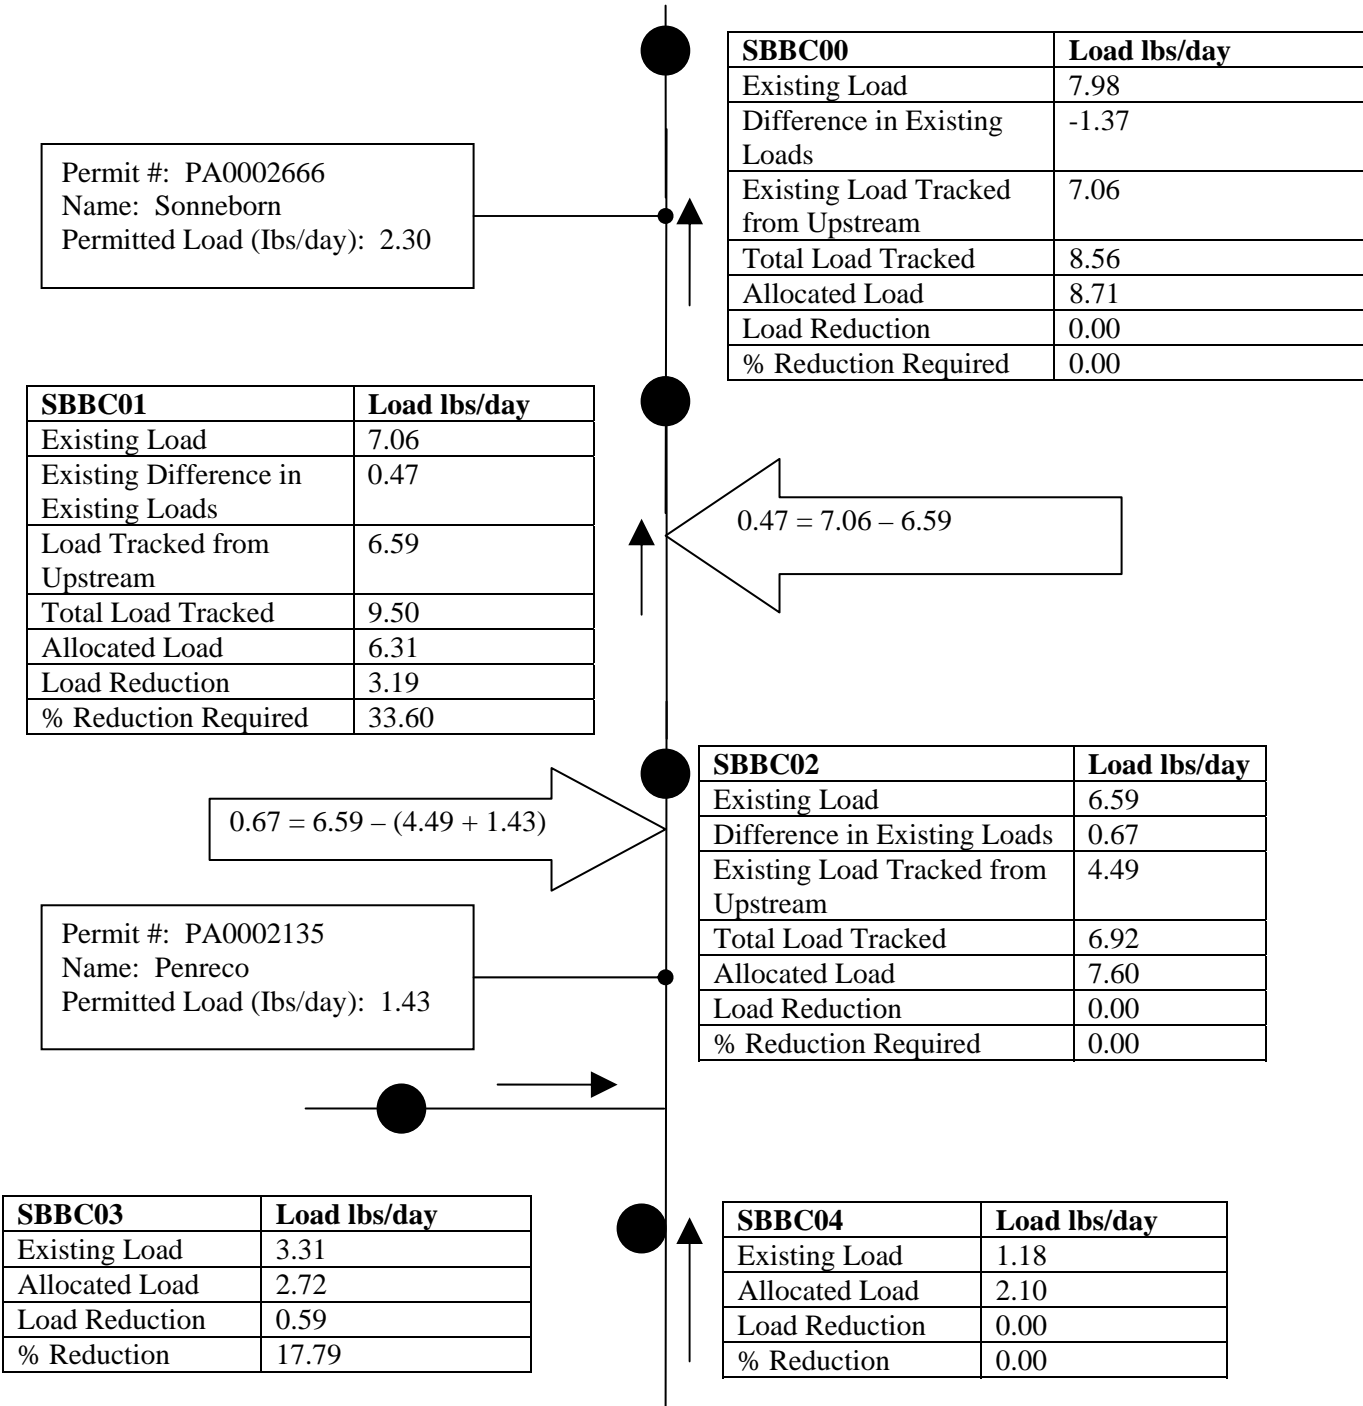 SBBC00 Load lbs/day
Existing Load 7.98
Difference in Existing -1.37
Loads
Existing Load Tracked 7.06
from Upstream
Total Load Tracked 8.56
Allocated Load 8.71
Load Reduction 0.00
% Reduction Required 0.00
Permit #: PA0002666
Name: Sonneborn
Permitted Load (Ibs/day): 2.30
SBBC01 Load lbs/day
Existing Load 7.06
Existing Difference in 0.47
Existing Loads
Load Tracked from 6.59
Upstream
Total Load Tracked 9.50
Allocated Load 6.31
Load Reduction 3.19
% Reduction Required 33.60
0.47 = 7.06 – 6.59
SBBC02 Load lbs/day
Existing Load 6.59
Difference in Existing Loads 0.67
Existing Load Tracked from 4.49
Upstream
Total Load Tracked 6.92
Allocated Load 7.60
Load Reduction 0.00
% Reduction Required 0.00
0.67 = 6.59 – (4.49 + 1.43)
Permit #: PA0002135
Name: Penreco
Permitted Load (Ibs/day): 1.43
SBBC03 Load lbs/day
Existing Load 3.31
Allocated Load 2.72
Load Reduction 0.59
% Reduction 17.79
SBBC04 Load lbs/day
Existing Load 1.18
Allocated Load 2.10
Load Reduction 0.00
% Reduction 0.00